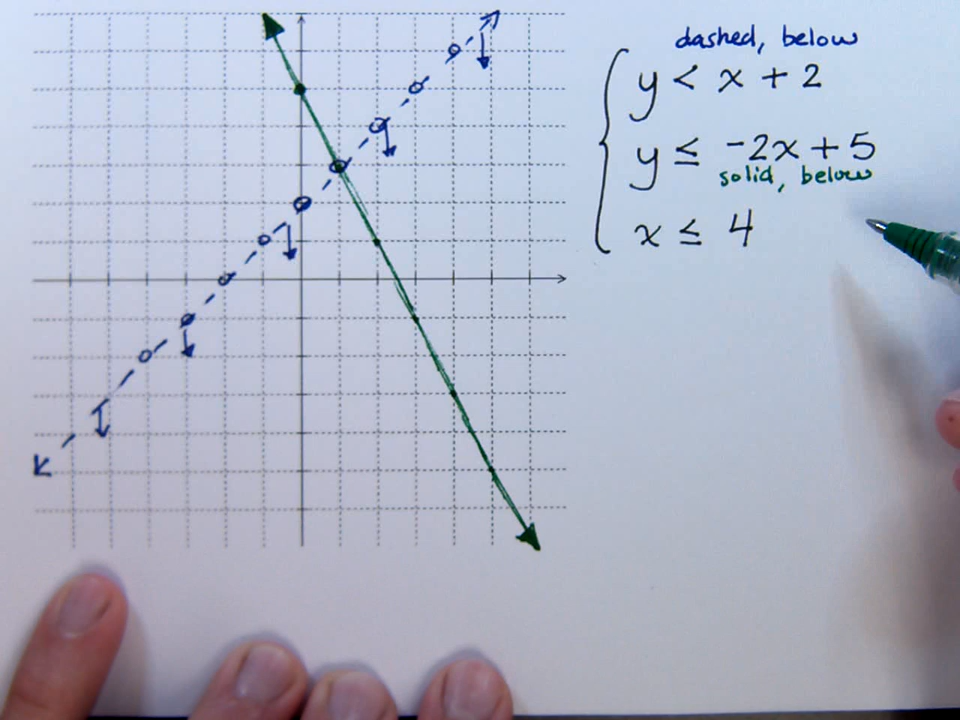 dashed, below
y < x + 2
y ≤ -2x + 5
solid, below
x ≤ 4